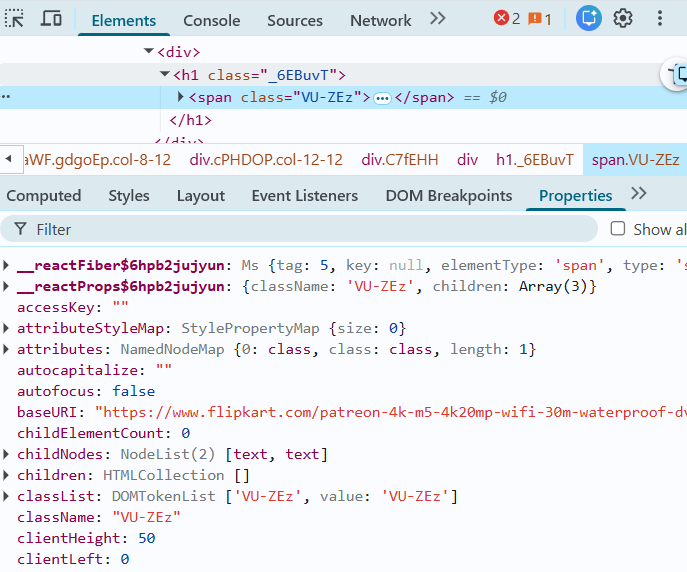 Elements Console Sources Network 2 1
<div>
<h1 class="_6EBuvT">
<span class="VU-ZEz"> ••• </span> == $0
</h1>
aWF.gdgoEp.col-8-12 div.cPHDOP.col-12-12 div.C7fEHH div h1._6EBuvT span.VU-ZEz
Computed Styles Layout Event Listeners DOM Breakpoints Properties
Filter Show al
__reactFiber$6hpb2jujyun: Ms {tag: 5, key: null, elementType: 'span', type: 's
__reactProps$6hpb2jujyun: {className: 'VU-ZEz', children: Array(3)}
accessKey: ""
attributeStyleMap: StylePropertyMap {size: 0}
attributes: NamedNodeMap {0: class, class: class, length: 1}
autocapitalize: ""
autofocus: false
baseURI: "https://www.flipkart.com/patreon-4k-m5-4k20mp-wifi-30m-waterproof-dv
childElementCount: 0
childNodes: NodeList(2) [text, text]
children: HTMLCollection []
classList: DOMTokenList ['VU-ZEz', value: 'VU-ZEz']
className: "VU-ZEz"
clientHeight: 50
clientLeft: 0